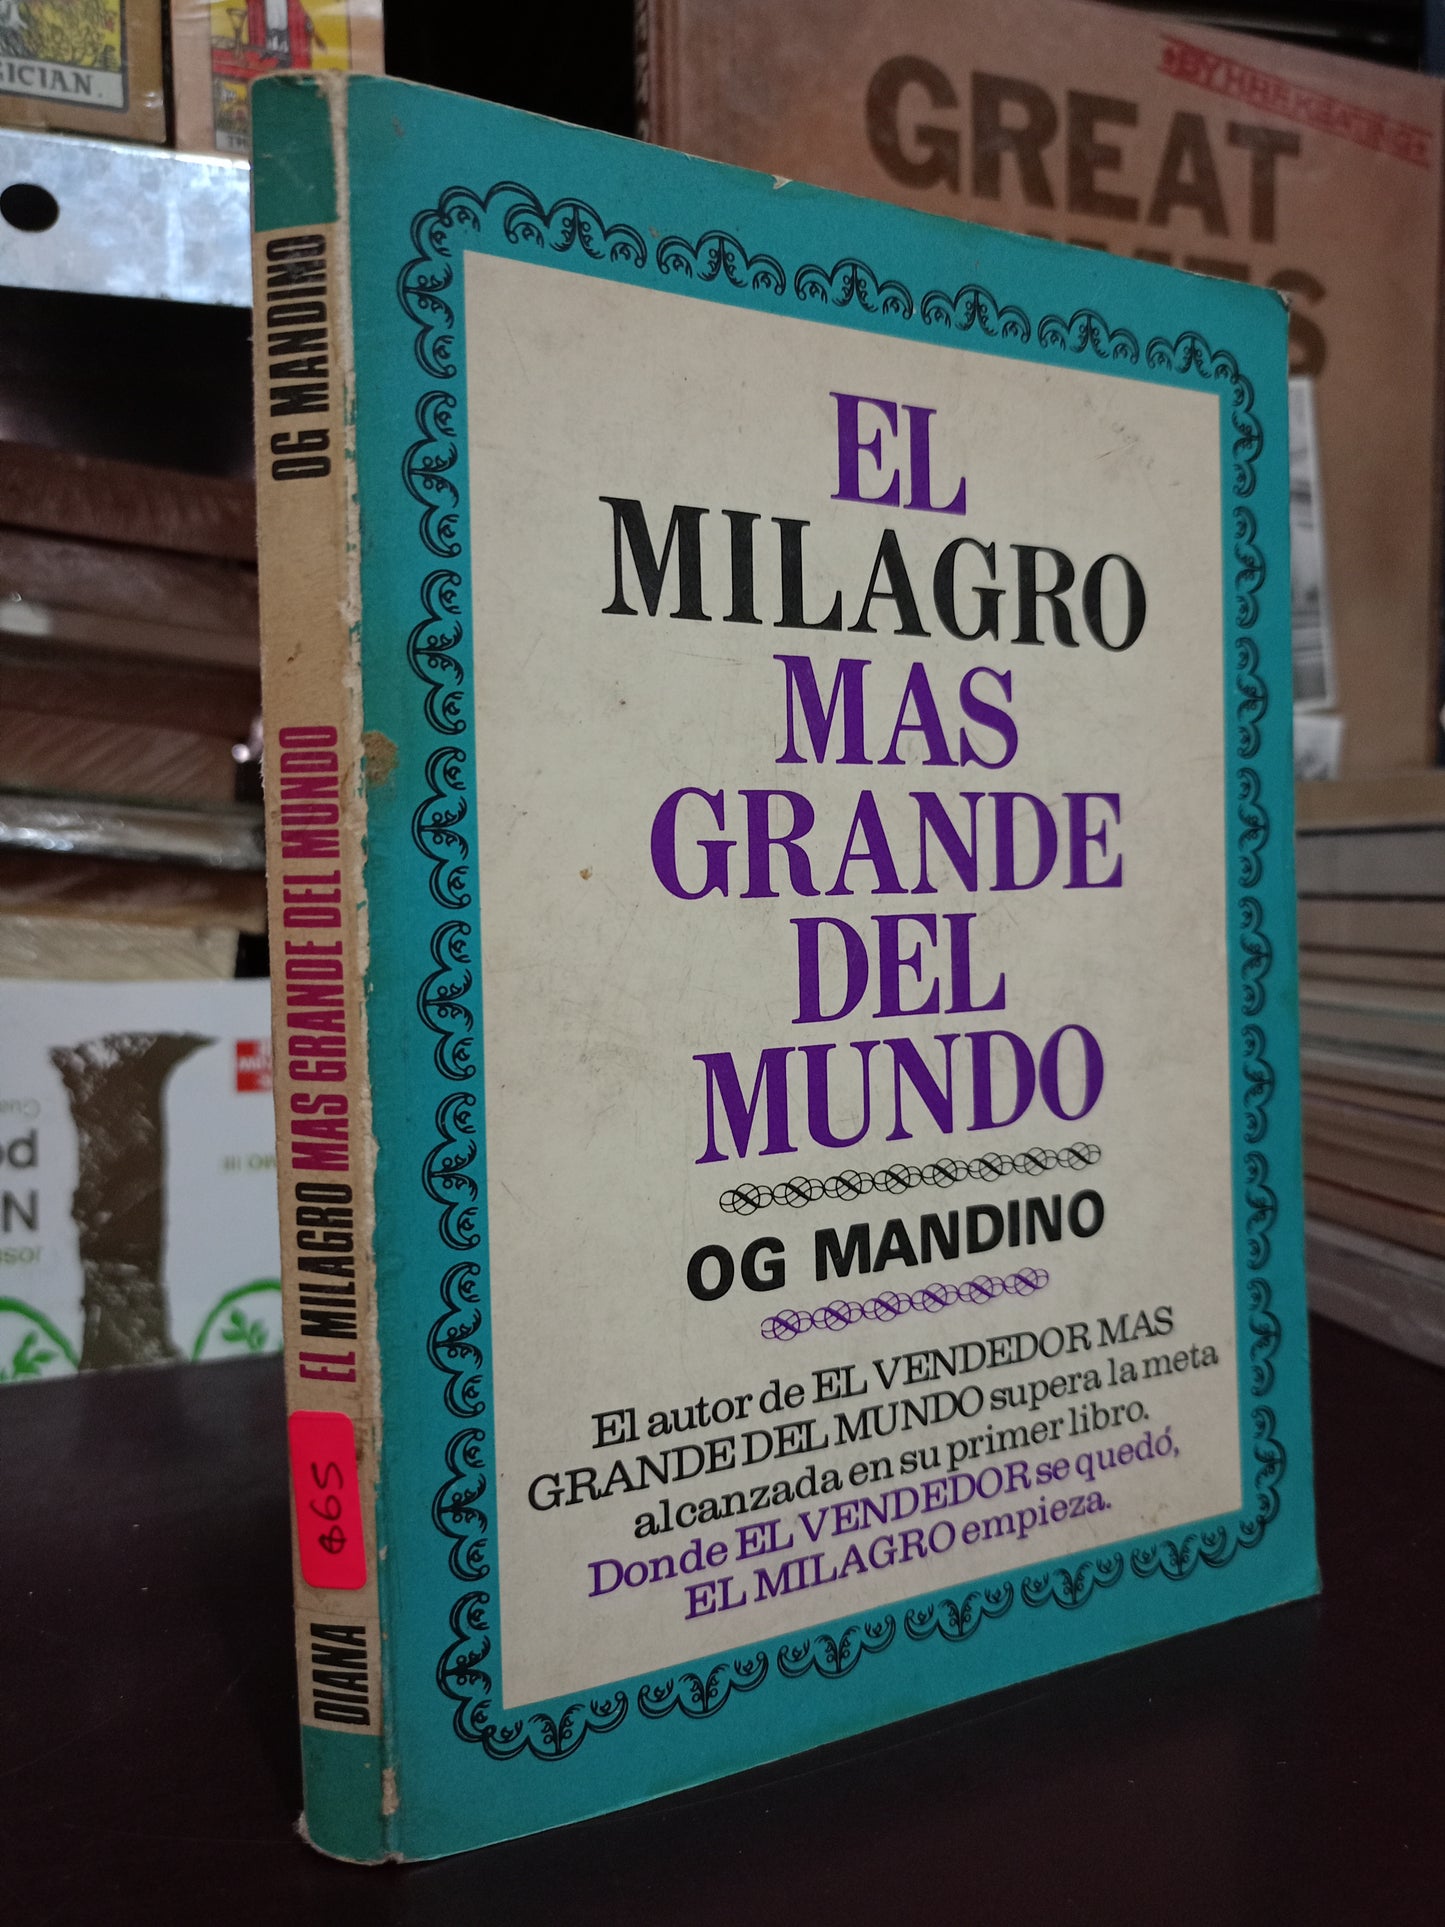 EL
MILAGRO
MAS
GRANDE
DEL
MUNDO
OG MANDINO
El autor de EL VENDEDOR MAS
GRANDE DEL MUNDO supera la meta
alcanzada en su primer libro.
Donde EL VENDEDOR se quedó,
EL MILAGRO empieza.
OG MANDINO
EL MILAGRO MAS GRANDE DEL MUNDO
$65
DIANA
GREAT
GICIAN.